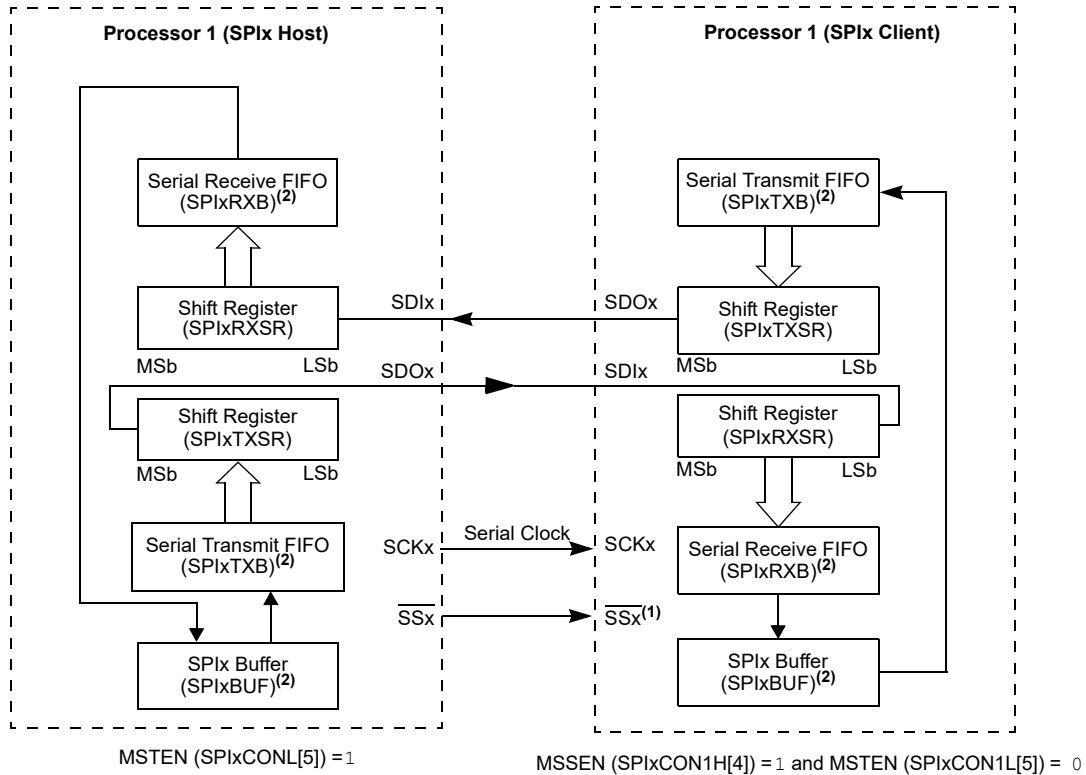 Processor 1 (SPIx Host)
Serial Receive FIFO
(SPIxRXB)(2)
Shift Register
(SPIxRXSR)
MSb LSb
SDIx
SDOx
Shift Register
(SPIxTXSR)
MSb LSb
Serial Transmit FIFO
(SPIxTXB)(2)
SPIx Buffer
(SPIxBUF)(2)
SCKx
Serial Clock
SSx
MSTEN (SPIxCONL[5]) = 1
Processor 1 (SPIx Client)
Serial Transmit FIFO
(SPIxTXB)(2)
SDOx
Shift Register
(SPIxTXSR)
MSb LSb
SDIx
Shift Register
(SPIxRXSR)
MSb LSb
SCKx
Serial Receive FIFO
(SPIxRXB)(2)
SSx(1)
SPIx Buffer
(SPIxBUF)(2)
MSSEN (SPIxCON1H[4]) = 1 and MSTEN (SPIxCON1L[5]) = 0